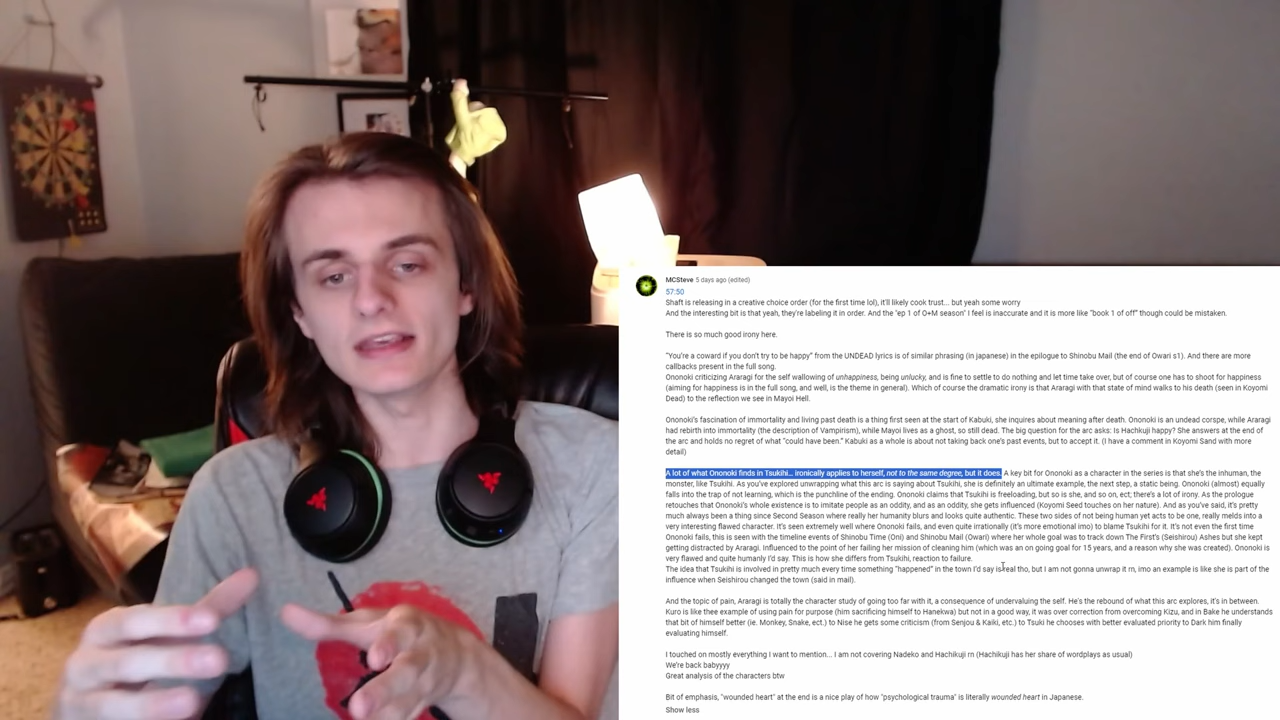 MCSteve 5 days ago (edited)
57:50
Shaft is releasing in a creative choice order (for the first time lol), it'll likely cook trust... but yeah some worry
And the interesting bit is that yeah, they're labeling it in order. And the "ep 1 of O+M season" I feel is inaccurate and it is more like "book 1 of off" though could be mistaken.
There is so much good irony here.
"You're a coward if you don't try to be happy" from the UNDEAD lyrics is of similar phrasing (in japanese) in the epilogue to Shinobu Mail (the end of Owari s1). And there are more
callbacks present in the full song.
Ononoki criticizing Araragi for the self wallowing of unhappiness, being unlucky, and is fine to settle to do nothing and let time take over, but of course one has to shoot for happiness
(aiming for happiness is in the full song, and well, is the theme in general). Which of course the dramatic irony is that Araragi with that state of mind walks to his death (seen in Koyomi
Dead) to the reflection we see in Mayoi Hell.
Ononoki's fascination of immortality and living past death is a thing first seen at the start of Kabuki, she inquires about meaning after death. Ononoki is an undead corspe, while Araragi
had rebirth into immortality (the description of Vampirism), while Mayoi lives as a ghost, so still dead. The big question for the arc asks: Is Hachikuji happy? She answers at the end of
the arc and holds no regret of what "could have been." Kabuki as a whole is about not taking back one's past events, but to accept it. (I have a comment in Koyomi Sand with more
detail)
A lot of what Ononoki finds in Tsukihi... ironically applies to herself, not to the same degree, but it does. A key bit for Ononoki as a character in the series is that she's the inhuman, the
monster, like Tsukihi. As you've explored unwrapping what this arc is saying about Tsukihi, she is definitely an ultimate example, the next step, a static being. Ononoki (almost) equally
falls into the trap of not learning, which is the punchline of the ending. Ononoki claims that Tsukihi is freeloading, but so is she, and so on, ect; there's a lot of irony. As the prologue
retouches that Ononoki's whole existence is to imitate people as an oddity, and as an oddity, she gets influenced (Koyomi Seed touches on her nature). And as you've said, it's pretty
much always been a thing since Second Season where really her humanity blurs and looks quite authentic. These two sides of not being human yet acts to be one, really melds into a
very interesting flawed character. It's seen extremely well where Ononoki fails, and even quite irrationally (it's more emotional imo) to blame Tsukihi for it. It's not even the first time
Ononoki fails, this is seen with the timeline events of Shinobu Time (Oni) and Shinobu Mail (Owari) where her whole goal was to track down The First's (Seishirou) Ashes but she kept
getting distracted by Araragi. Influenced to the point of her failing her mission of cleaning him (which was an on going goal for 15 years, and a reason why she was created). Ononoki is
very flawed and quite humanly I'd say. This is how she differs from Tsukihi, reaction to failure.
The idea that Tsukihi is involved in pretty much every time something "happened" in the town I'd say is real tho, but I am not gonna unwrap it rn, imo an example is like she is part of the
influence when Seishirou changed the town (said in mail).
And the topic of pain, Araragi is totally the character study of going too far with it, a consequence of undervaluing the self. He's the rebound of what this arc explores, it's in between.
Kuro is like thee example of using pain for purpose (him sacrificing himself to Hanekwa) but not in a good way, it was over correction from overcoming Kizu, and in Bake he understands
that bit of himself better (ie. Monkey, Snake, ect.) to Nise he gets some criticism (from Senjou & Kaiki, etc.) to Tsuki he chooses with better evaluated priority to Dark him finally
evaluating himself.
I touched on mostly everything I want to mention... I am not covering Nadeko and Hachikuji rn (Hachikuji has her share of wordplays as usual)
We're back babyyyy
Great analysis of the characters btw
Bit of emphasis, "wounded heart" at the end is a nice play of how "psychological trauma" is literally wounded heart in Japanese.
Show less